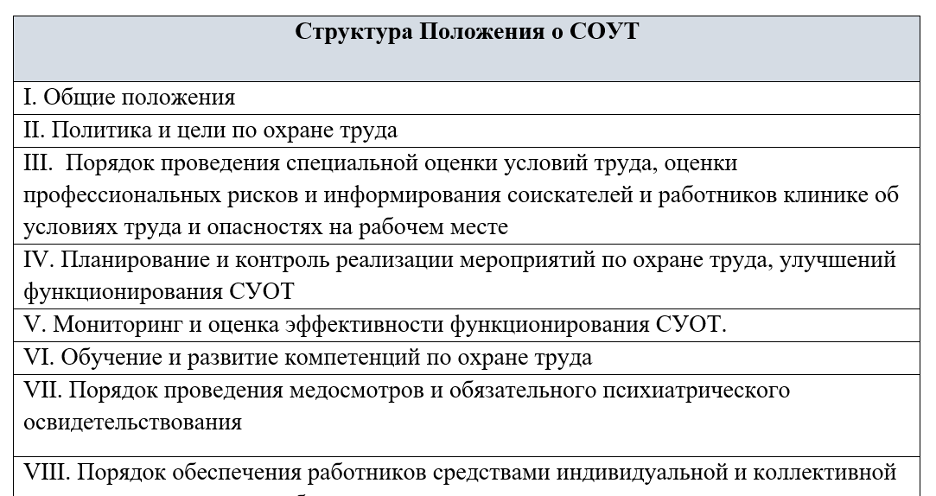 Структура Положения о СОУТ
I. Общие положения
II. Политика и цели по охране труда
III. Порядок проведения специальной оценки условий труда, оценки
профессиональных рисков и информирования соискателей и работников клинике об
условиях труда и опасностях на рабочем месте
IV. Планирование и контроль реализации мероприятий по охране труда, улучшений
функционирования СУОТ
V. Мониторинг и оценка эффективности функционирования СУОТ.
VI. Обучение и развитие компетенций по охране труда
VII. Порядок проведения медосмотров и обязательного психиатрического
освидетельствования
VIII. Порядок обеспечения работников средствами индивидуальной и коллективной